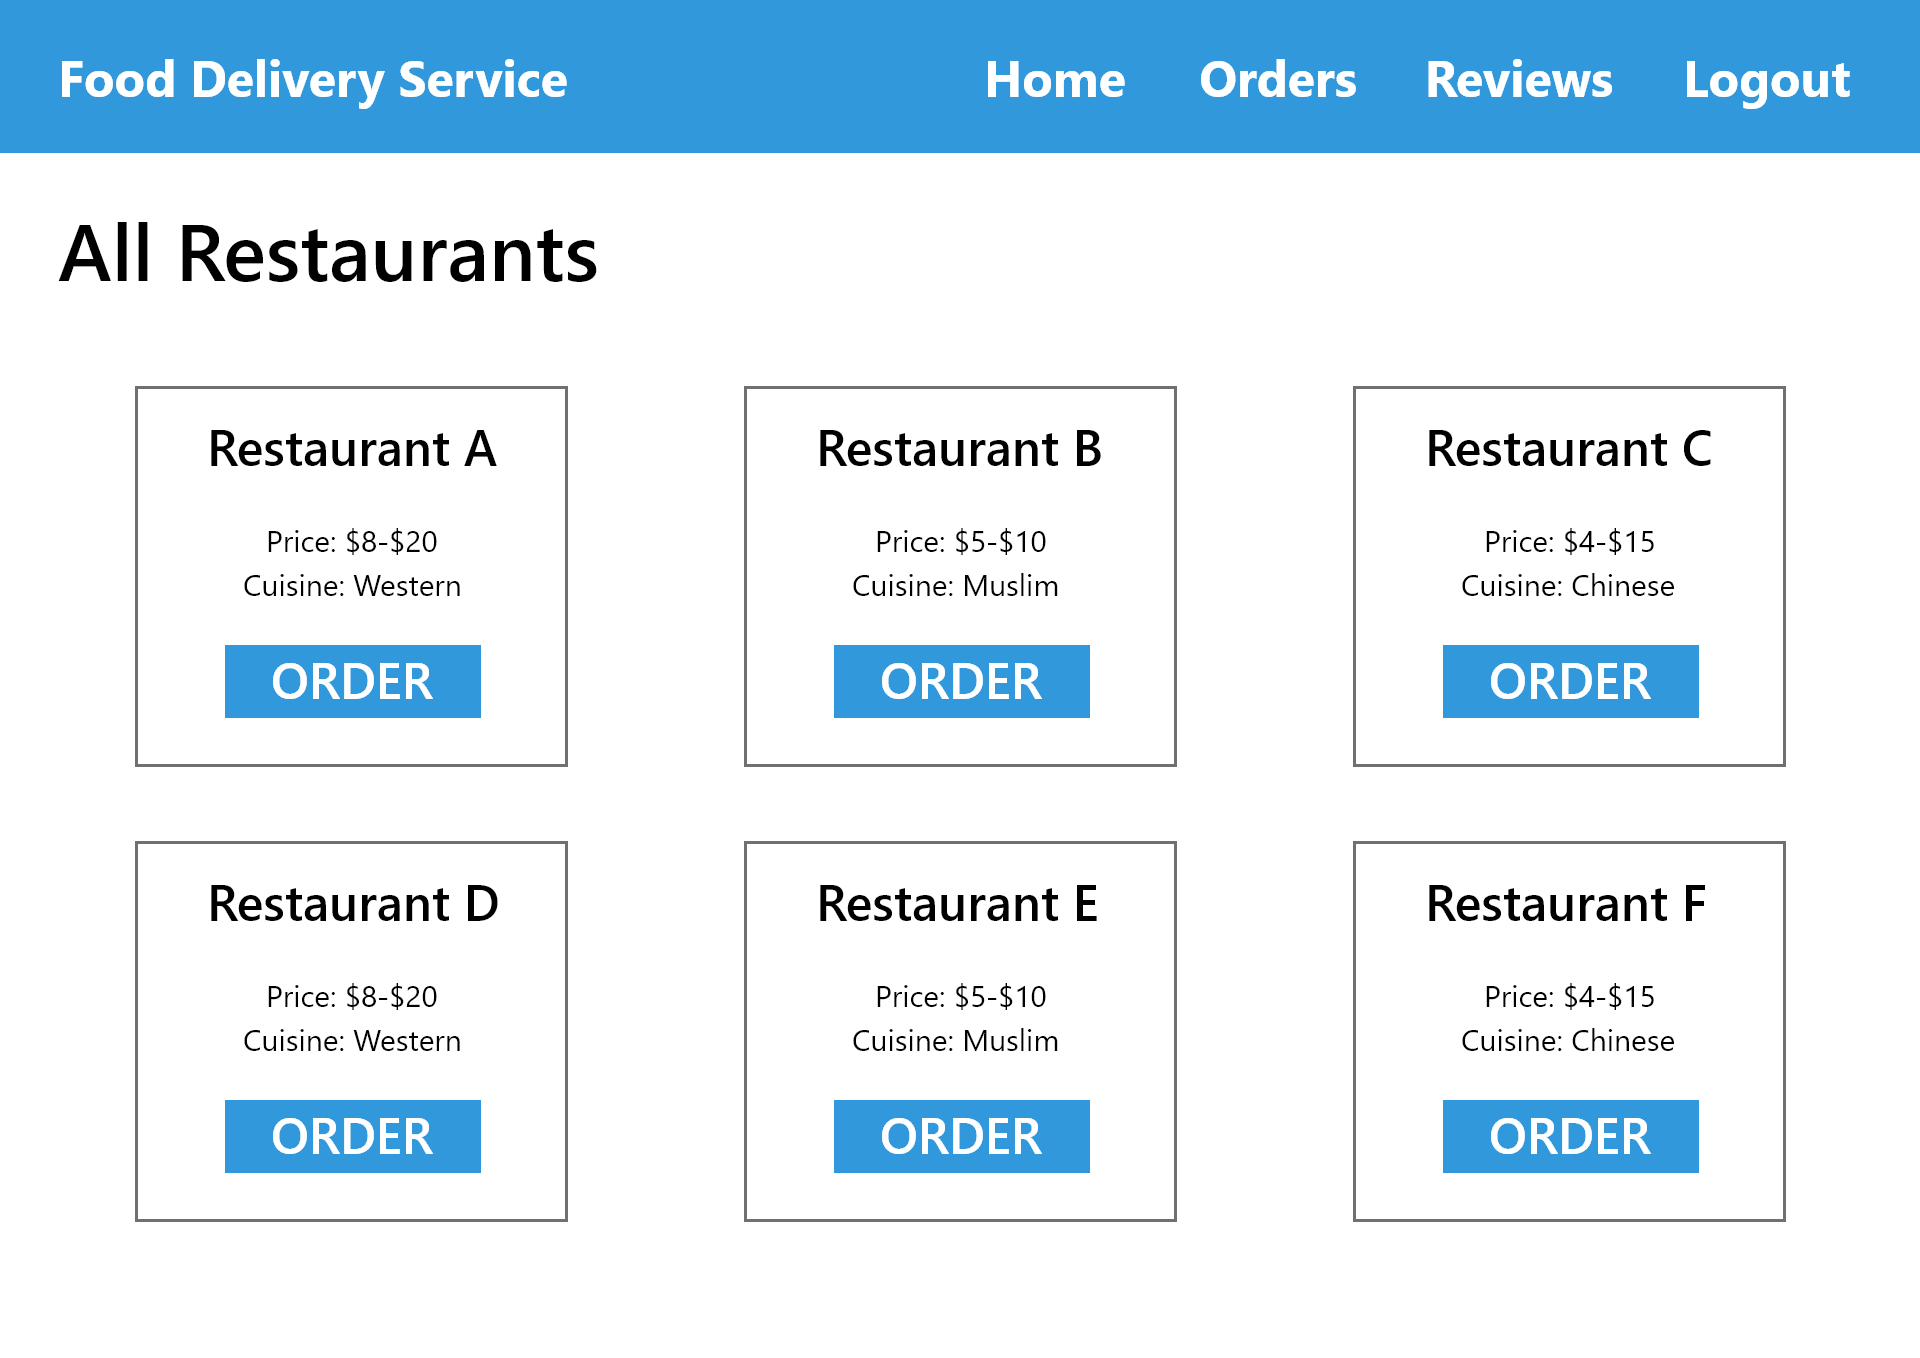 Food Delivery Service Home Orders Reviews Logout
All Restaurants
Restaurant A
Price: $8-$20
Cuisine: Western
ORDER
Restaurant B
Price: $5-$10
Cuisine: Muslim
ORDER
Restaurant C
Price: $4-$15
Cuisine: Chinese
ORDER
Restaurant D
Price: $8-$20
Cuisine: Western
ORDER
Restaurant E
Price: $5-$10
Cuisine: Muslim
ORDER
Restaurant F
Price: $4-$15
Cuisine: Chinese
ORDER